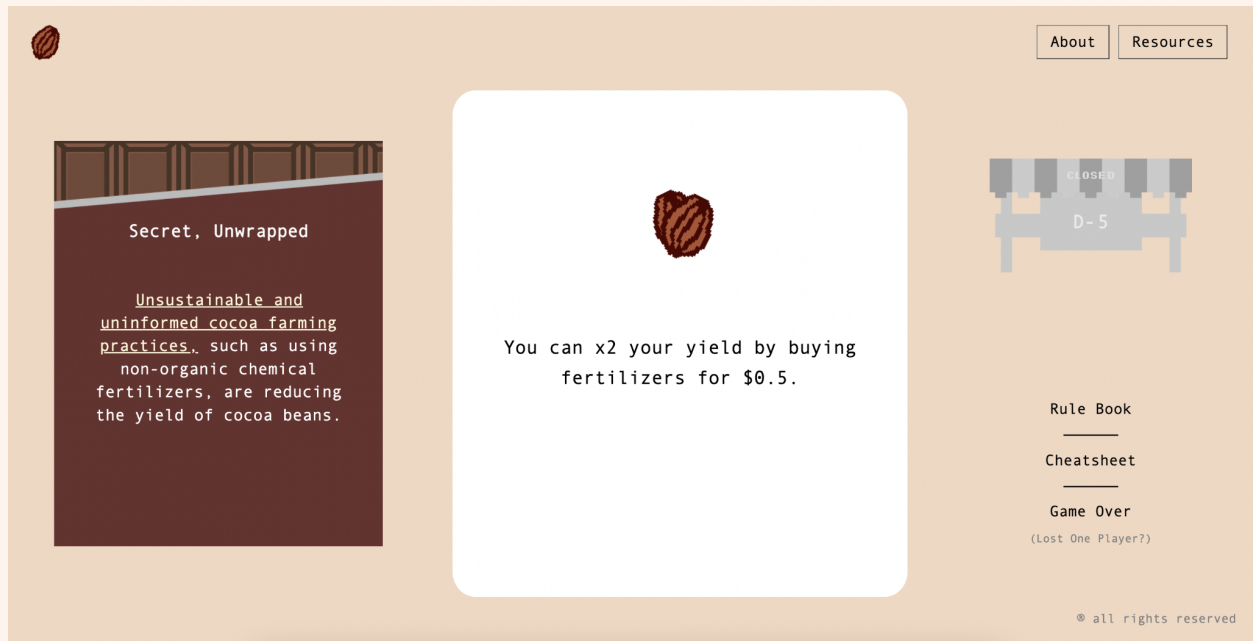 About
Resources
Secret, Unwrapped
Unsustainable and
uninformed cocoa farming
practices, such as using
non-organic chemical
fertilizers, are reducing
the yield of cocoa beans.
You can x2 your yield by buying
fertilizers for $0.5.
CLOSED
D-5
Rule Book
Cheatsheet
Game Over
(Lost One Player?)
® all rights reserved